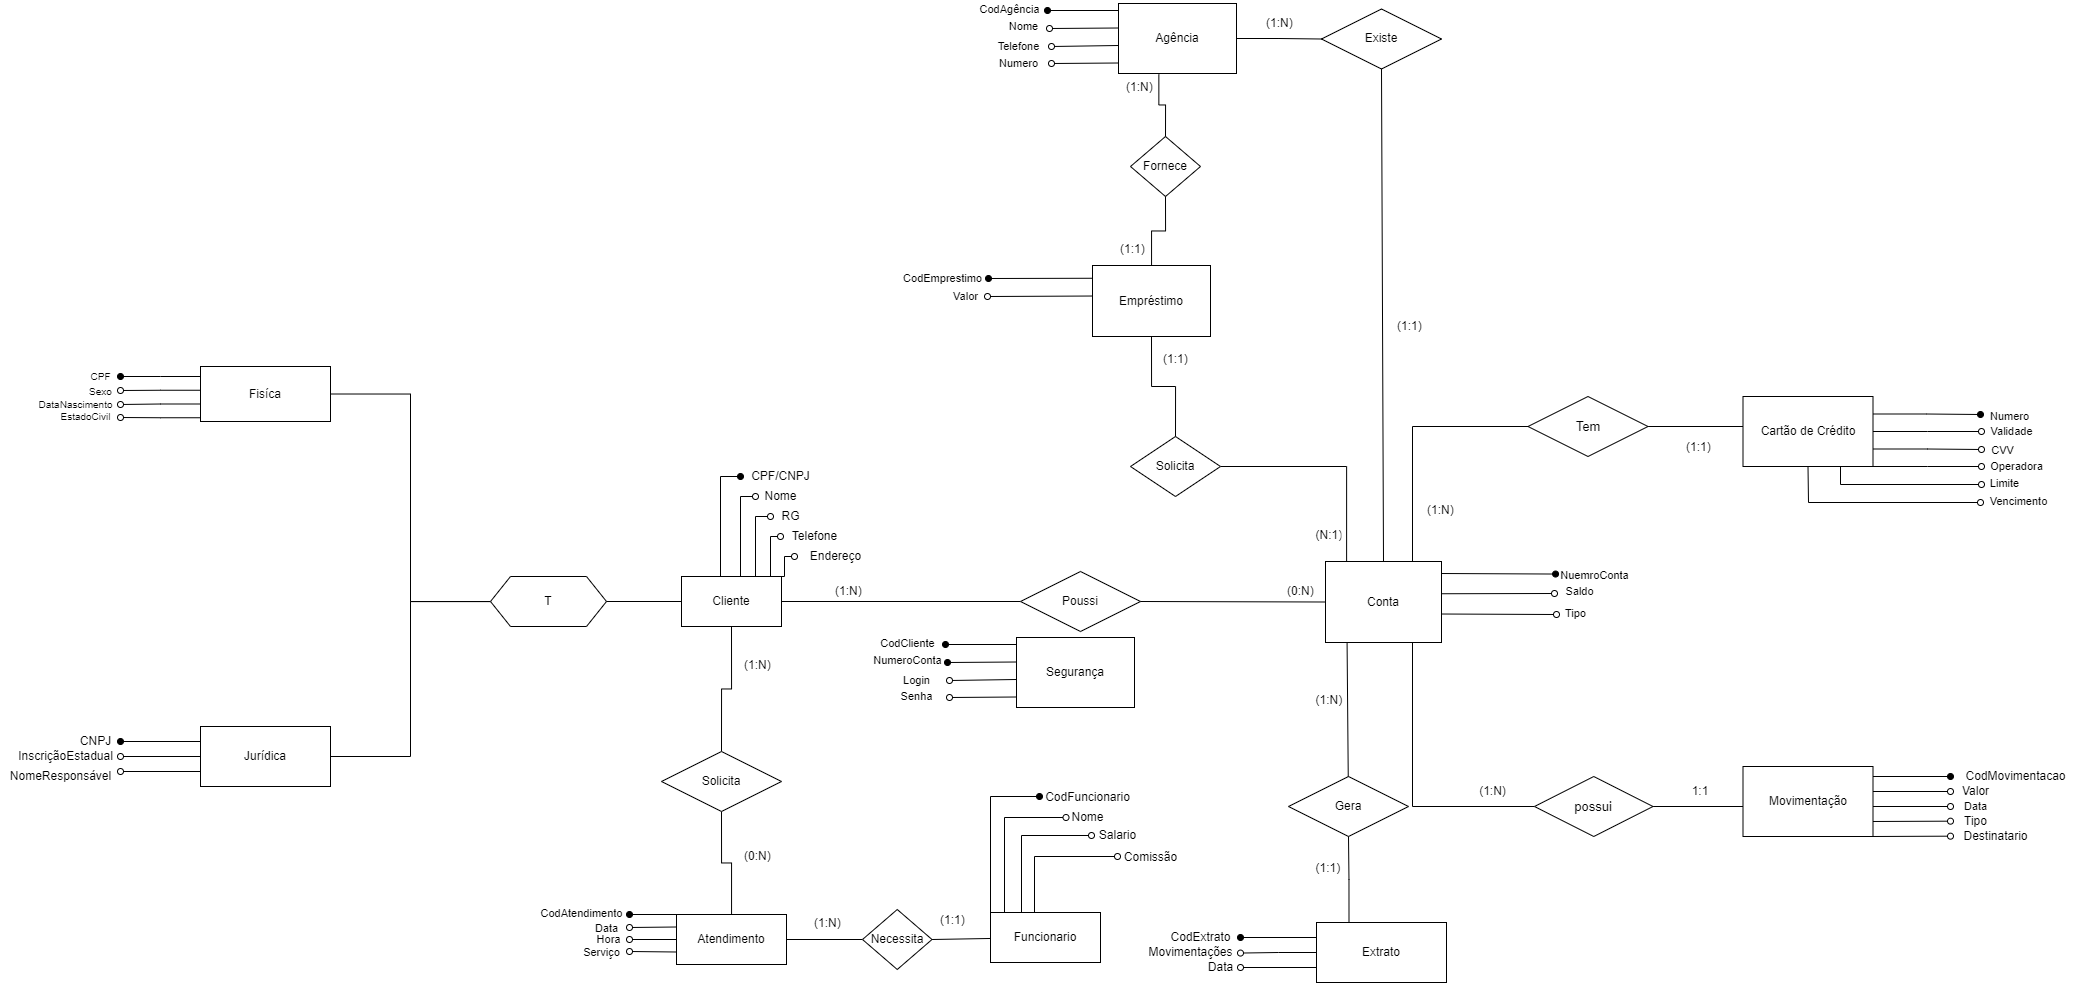 CodAgência
Nome
Telefone
Numero
Agência
(1:N)
Existe
(1:N)
Fornece
(1:1)
CodEmprestimo
Valor
Empréstimo
(1:1)
(1:1)
Solicita
(N:1)
CPF
Sexo
DataNascimento
EstadoCivil
Fisíca
Tem
(1:1)
(1:N)
Cartão de Crédito
Numero
Validade
CVV
Operadora
Limite
Vencimento
CPF/CNPJ
Nome
RG
Telefone
Endereço
T
Cliente
(1:N)
Poussi
(0:N)
Conta
NuemroConta
Saldo
Tipo
CodCliente
NumeroConta
Login
Senha
Segurança
(1:N)
Solicita
(0:N)
CNPJ
InscriçãoEstadual
NomeResponsável
Jurídica
(1:N)
Gera
(1:1)
(1:N)
possui
1:1
Movimentação
CodMovimentacao
Valor
Data
Tipo
Destinatario
CodFuncionario
Nome
Salario
Comissão
CodAtendimento
Data
Hora
Serviço
Atendimento
(1:N)
Necessita
(1:1)
Funcionario
CodExtrato
Movimentações
Data
Extrato